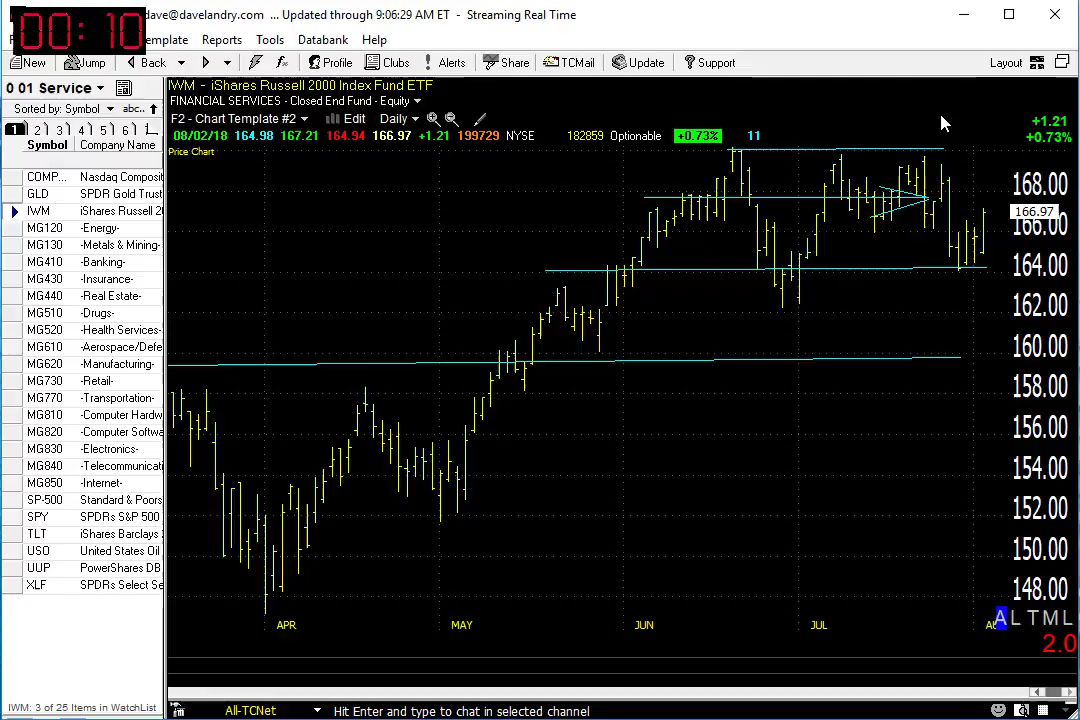 dave@davelandry.com ... Updated through 9:06:29 AM ET - Streaming Real Time
00:10
emplate Reports Tools Databank Help
New Jump Back Profile Clubs Alerts Share TCMail Update Support Layout
0 01 Service
IWM - iShares Russell 2000 Index Fund ETF
FINANCIAL SERVICES - Closed End Fund - Equity
Sorted by: Symbol abc..
F2 - Chart Template #2 Edit Daily
+1.21
1 2 3 4 5 6
08/02/18 164.98 167.21 164.94 166.97 +1.21 199729 NYSE 182859 Optionable +0.73% 11
+0.73%
Symbol Company Name
Price Chart
COMP... Nasdaq Composit
GLD SPDR Gold Trust
IWM iShares Russell 20
MG120 -Energy-
MG130 -Metals & Mining-
MG410 -Banking-
MG430 -Insurance-
MG440 -Real Estate-
MG510 -Drugs-
MG520 -Health Services-
MG610 -Aerospace/Defe
MG620 -Manufacturing-
MG730 -Retail-
MG770 -Transportation-
MG810 -Computer Hardw
MG820 -Computer Softwa
MG830 -Electronics-
MG840 -Telecommunicati
MG850 -Internet-
SP-500 Standard & Poors
SPY SPDRs S&P 500
TLT iShares Barclays
USO United States Oil
UUP PowerShares DB
XLF SPDRs Select Se
168.00
166.97
166.00
164.00
162.00
160.00
158.00
156.00
154.00
152.00
150.00
148.00
APR MAY JUN JUL AU
A L T M L
2.0
IWM: 3 of 25 Items in WatchList
All-TCNet Hit Enter and type to chat in selected channel